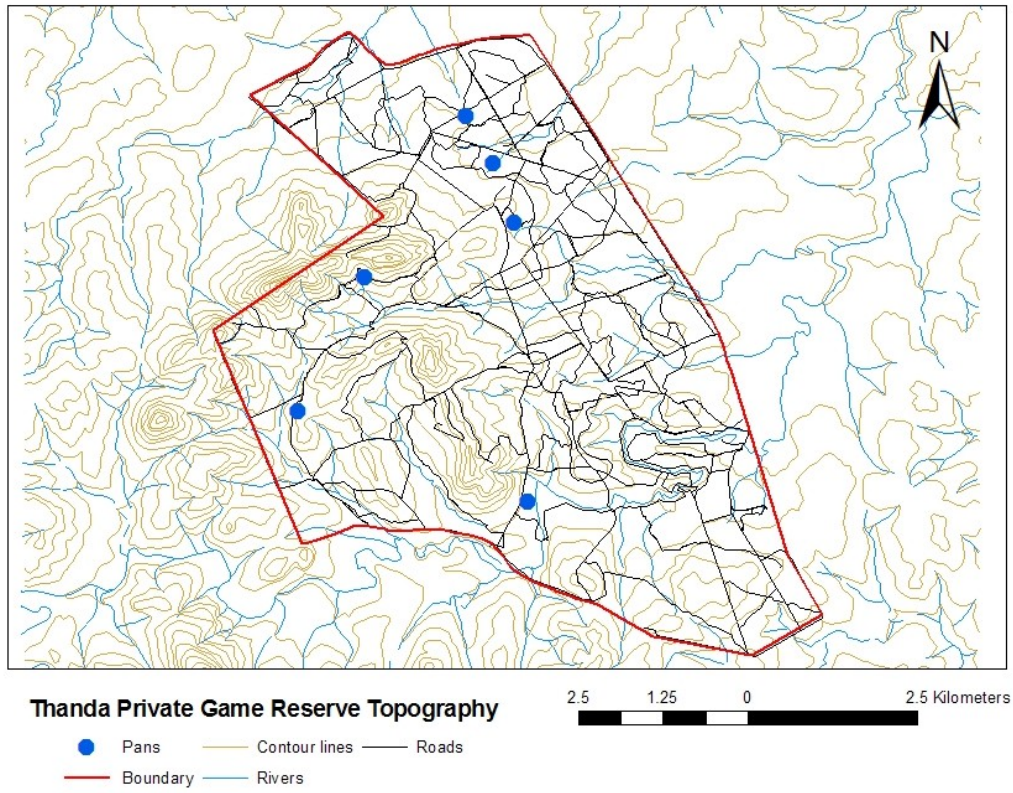 N
Thanda Private Game Reserve Topography
2.5 1.25 0 2.5 Kilometers
Pans Contour lines Roads
Boundary Rivers